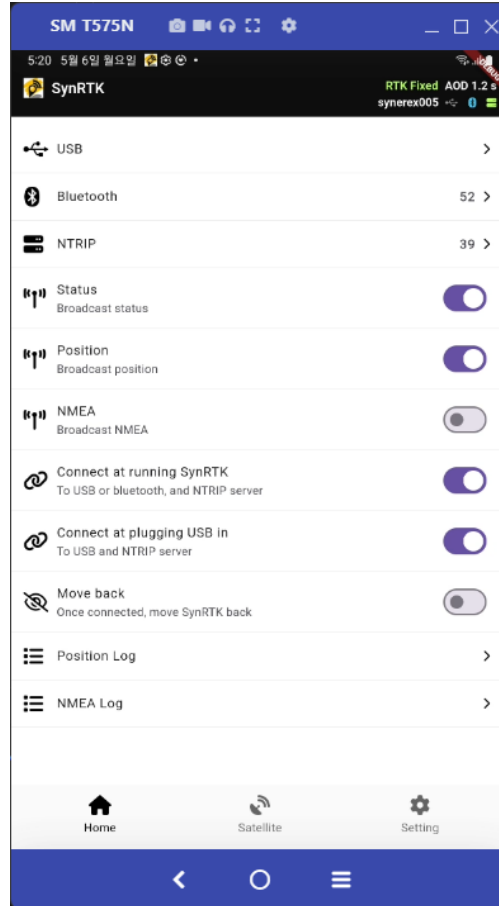 SM T575N
5:20 5월 6일 월요일
SynRTK
RTK Fixed AOD 1.2 s
synerex005
USB
Bluetooth
52
NTRIP
39
Status
Broadcast status
Position
Broadcast position
NMEA
Broadcast NMEA
Connect at running SynRTK
To USB or bluetooth, and NTRIP server
Connect at plugging USB in
To USB and NTRIP server
Move back
Once connected, move SynRTK back
Position Log
NMEA Log
Home
Satellite
Setting